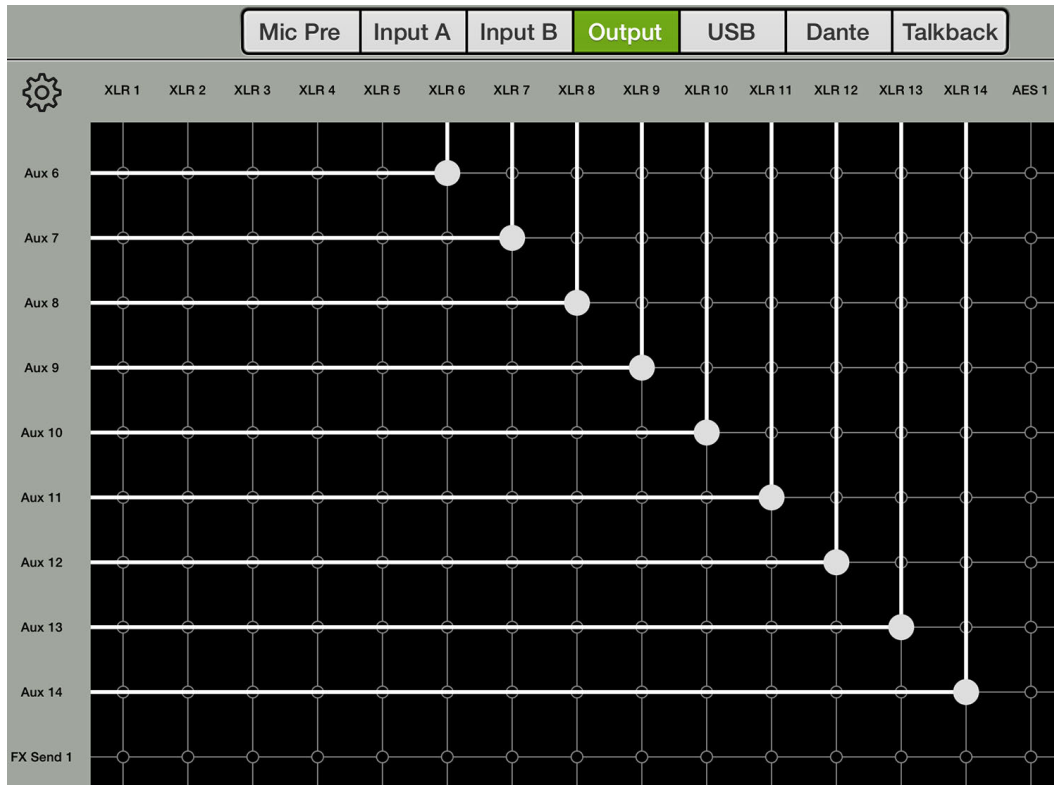 Mic Pre Input A Input B Output USB Dante Talkback
XLR 1 XLR 2 XLR 3 XLR 4 XLR 5 XLR 6 XLR 7 XLR 8 XLR 9 XLR 10 XLR 11 XLR 12 XLR 13 XLR 14 AES 1
Aux 6
Aux 7
Aux 8
Aux 9
Aux 10
Aux 11
Aux 12
Aux 13
Aux 14
FX Send 1